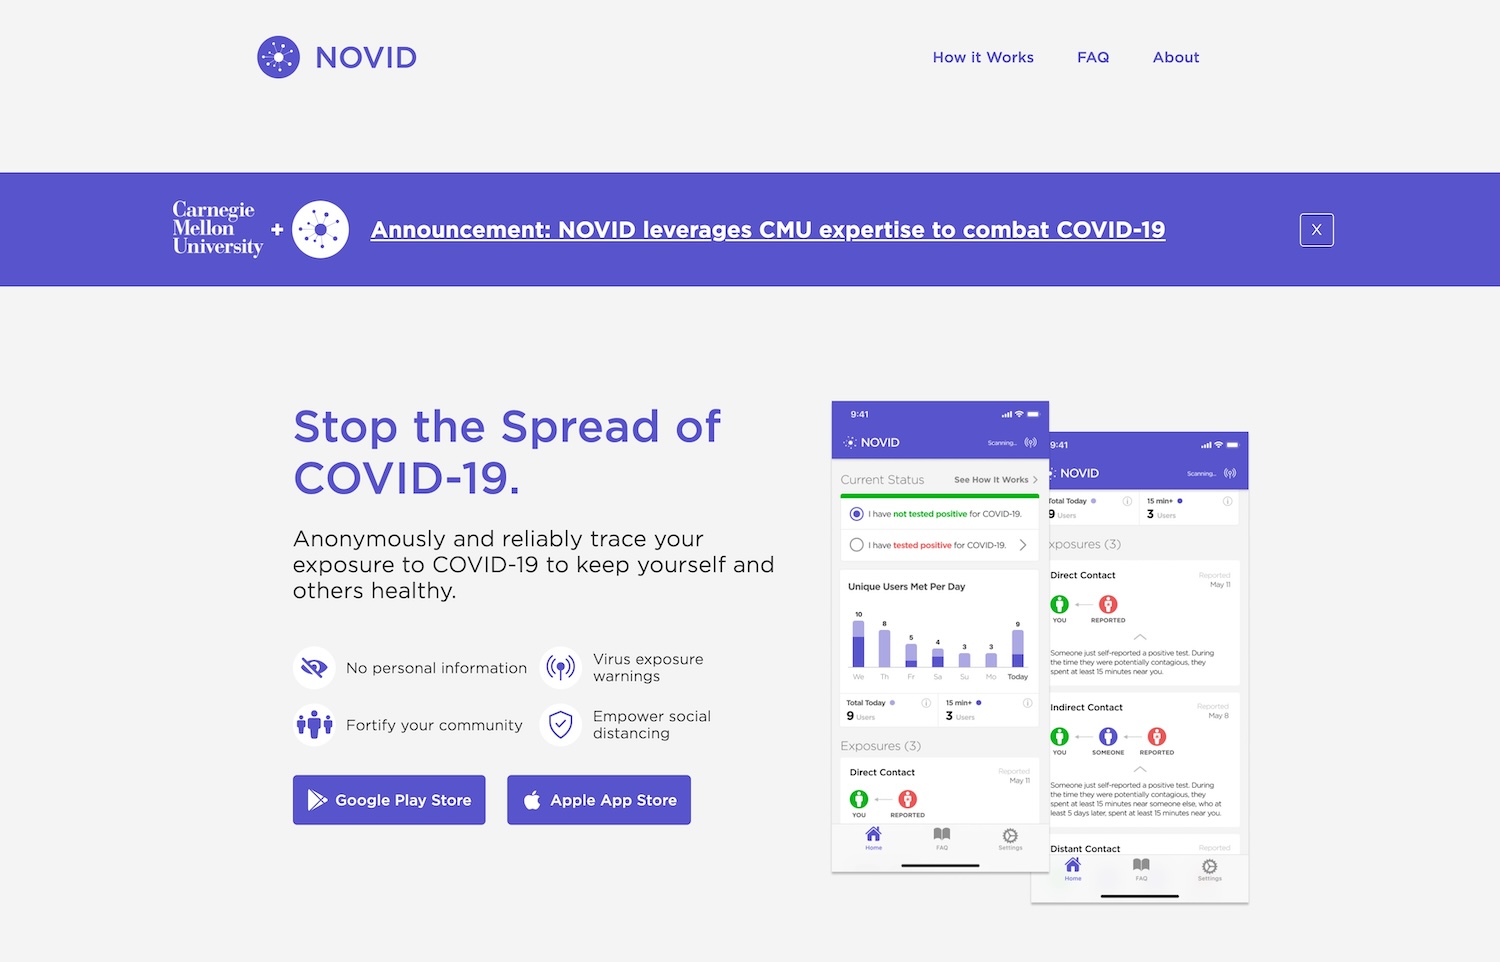 NOVID
How it Works
FAQ
About
Carnegie
Mellon
University
+
Announcement: NOVID leverages CMU expertise to combat COVID-19
X
Stop the Spread of
COVID-19.
Anonymously and reliably trace your
exposure to COVID-19 to keep yourself and
others healthy.
No personal information
Virus exposure
warnings
Fortify your community
Empower social
distancing
Google Play Store
Apple App Store
9:41
NOVID
Scanning...
Current Status
See How It Works
I have not tested positive for COVID-19.
I have tested positive for COVID-19.
Unique Users Met Per Day
10
8
5
4
3
3
9
We
Th
Fr
Sa
Su
Mo
Today
Total Today
9 Users
15 min+
3 Users
Exposures (3)
Direct Contact
Reported
May 11
YOU
REPORTED
Home
FAQ
Settings
9:41
NOVID
Scanning...
Total Today
9 Users
15 min+
3 Users
xposures (3)
Direct Contact
Reported
May 11
YOU
REPORTED
Someone just self-reported a positive test. During
the time they were potentially contagious, they
spent at least 15 minutes near you.
Indirect Contact
Reported
May 8
YOU
SOMEONE
REPORTED
Someone just self-reported a positive test. During
the time they were potentially contagious, they
spent at least 15 minutes near someone else, who at
least 5 days later, spent at least 15 minutes near you.
Distant Contact
Reported
Home
FAQ
Settings